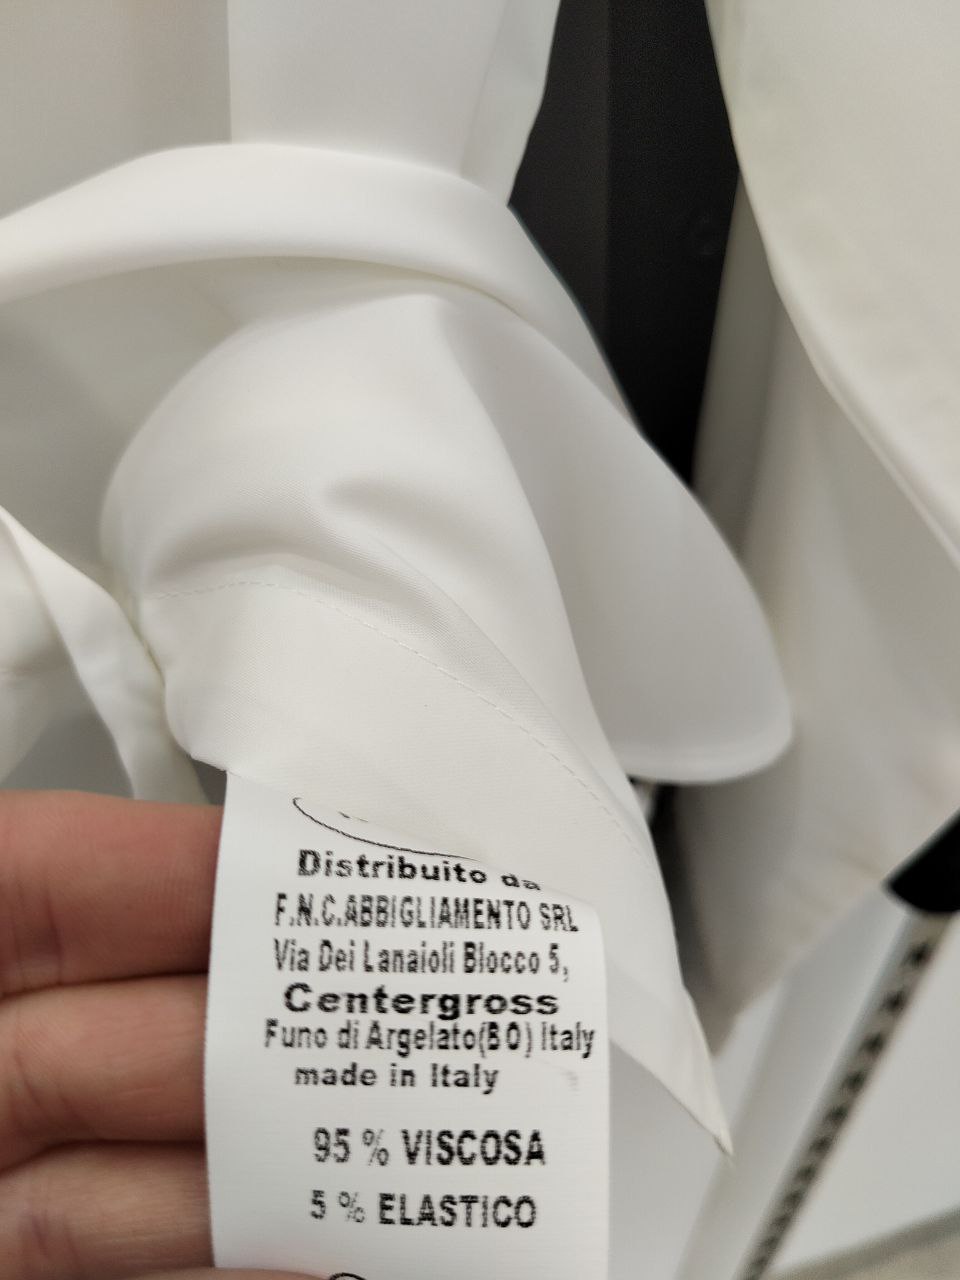 Distribuito da
F.N.C.ABBIGLIAMENTO SRL
Via Dei Lanaioli Blocco 5,
Centergross
Funo di Argelato(BO) Italy
made in Italy
95 % VISCOSA
5 % ELASTICO